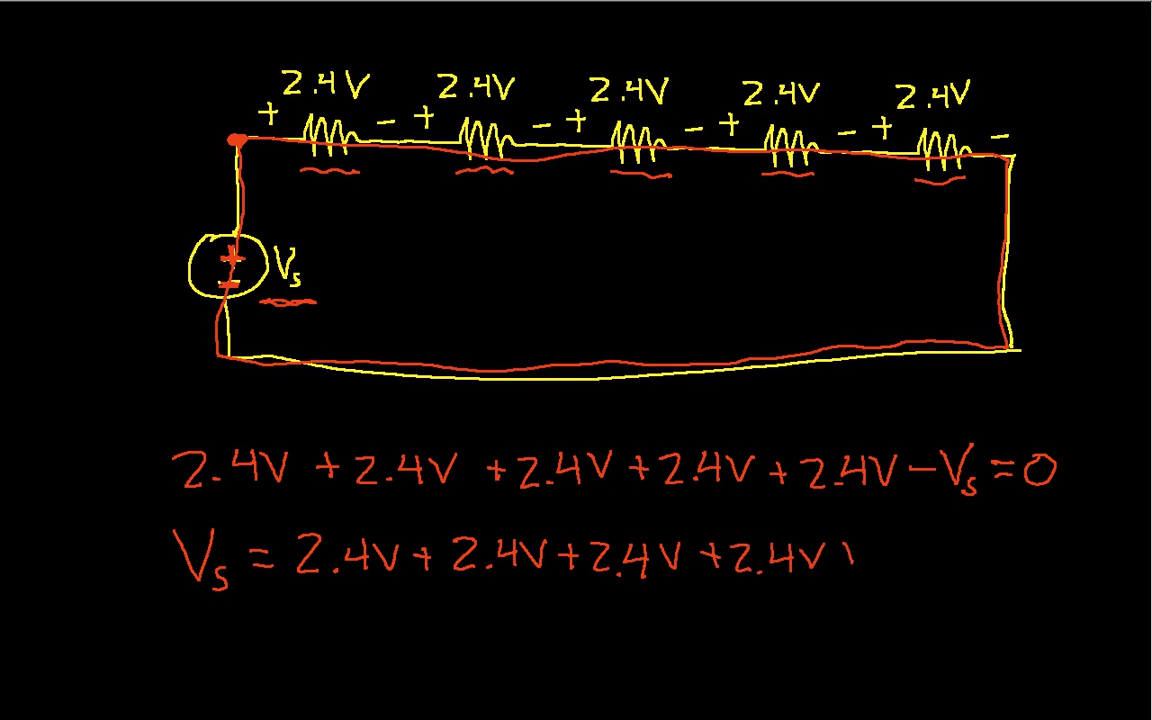 2.4V 2.4V 2.4V 2.4V 2.4V
+ - + - + - + - + -
+
-
Vs
2.4V + 2.4V + 2.4V + 2.4V + 2.4V - Vs = 0
Vs = 2.4V + 2.4V + 2.4V + 2.4V